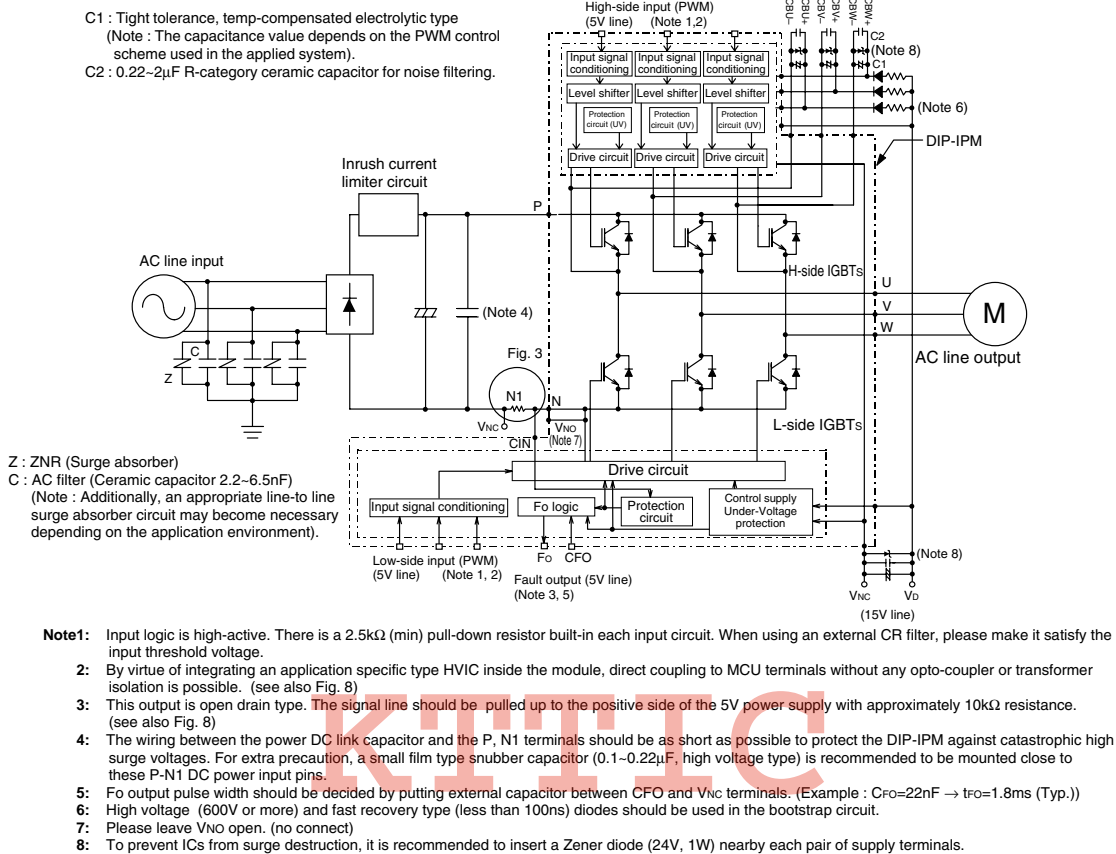 C1 : Tight tolerance, temp-compensated electrolytic type
(Note : The capacitance value depends on the PWM control
scheme used in the applied system).
C2 : 0.22~2μF R-category ceramic capacitor for noise filtering.
High-side input (PWM)
(5V line) (Note 1,2)
CBU-
CBU+
CBV-
CBV+
CBW-
CBW+
C2
(Note 8)
C1
(Note 6)
DIP-IPM
Input signal conditioning
Input signal conditioning
Input signal conditioning
Level shifter
Level shifter
Level shifter
Protection circuit (UV)
Protection circuit (UV)
Protection circuit (UV)
Drive circuit
Drive circuit
Drive circuit
Inrush current
limiter circuit
P
AC line input
H-side IGBTs
U
V
W
M
AC line output
(Note 4)
C
Z
Fig. 3
N1
N
VNC
VNO
(Note 7)
CIN
L-side IGBTs
Z : ZNR (Surge absorber)
C : AC filter (Ceramic capacitor 2.2~6.5nF)
(Note : Additionally, an appropriate line-to line
surge absorber circuit may become necessary
depending on the application environment).
Drive circuit
Input signal conditioning
Fo logic
Protection
circuit
Control supply
Under-Voltage
protection
Low-side input (PWM)
(5V line) (Note 1, 2)
FO CFO
Fault output (5V line)
(Note 3, 5)
(Note 8)
VNC VD
(15V line)
Note1: Input logic is high-active. There is a 2.5kΩ (min) pull-down resistor built-in each input circuit. When using an external CR filter, please make it satisfy the
input threshold voltage.
2: By virtue of integrating an application specific type HVIC inside the module, direct coupling to MCU terminals without any opto-coupler or transformer
isolation is possible. (see also Fig. 8)
3: This output is open drain type. The signal line should be pulled up to the positive side of the 5V power supply with approximately 10kΩ resistance.
(see also Fig. 8)
4: The wiring between the power DC link capacitor and the P, N1 terminals should be as short as possible to protect the DIP-IPM against catastrophic high
surge voltages. For extra precaution, a small film type snubber capacitor (0.1~0.22μF, high voltage type) is recommended to be mounted close to
these P-N1 DC power input pins.
5: Fo output pulse width should be decided by putting external capacitor between CFO and VNC terminals. (Example : CFO=22nF → tFO=1.8ms (Typ.))
6: High voltage (600V or more) and fast recovery type (less than 100ns) diodes should be used in the bootstrap circuit.
7: Please leave VNO open. (no connect)
8: To prevent ICs from surge destruction, it is recommended to insert a Zener diode (24V, 1W) nearby each pair of supply terminals.
KTTIC